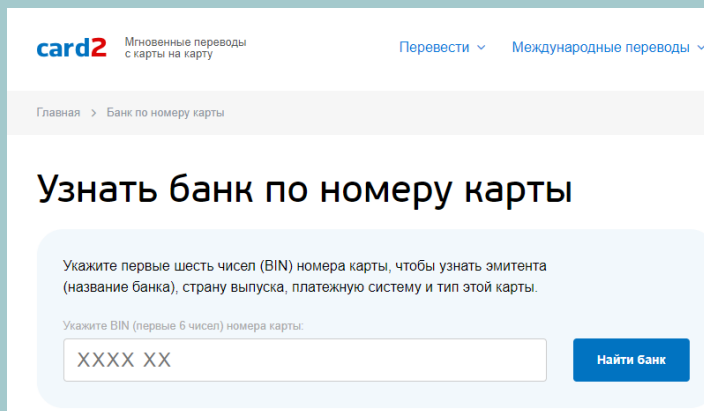 card2
Мгновенные переводы
с карты на карту
Перевести
Международные переводы
Главная > Банк по номеру карты
Узнать банк по номеру карты
Укажите первые шесть чисел (BIN) номера карты, чтобы узнать эмитента
(название банка), страну выпуска, платежную систему и тип этой карты.
Укажите BIN (первые 6 чисел) номера карты:
XXXX XX
Найти банк